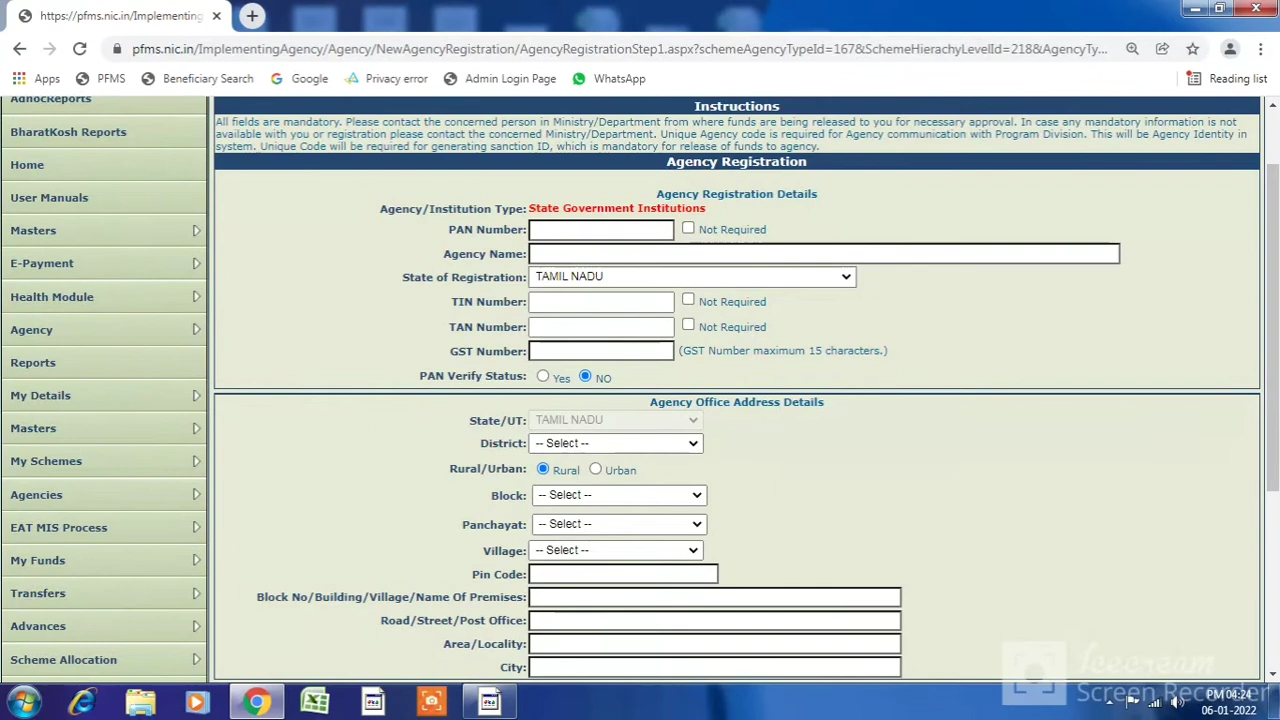 https://pfms.nic.in/Implementing
pfms.nic.in/ImplementingAgency/Agency/NewAgencyRegistration/AgencyRegistrationStep1.aspx?schemeAgencyTypeId=167&SchemeHierachyLevelId=218&AgencyTy...
Apps PFMS Beneficiary Search Google Privacy error Admin Login Page WhatsApp Reading list
AdhocReports
BharatKosh Reports
Home
User Manuals
Masters
E-Payment
Health Module
Agency
Reports
My Details
Masters
My Schemes
Agencies
EAT MIS Process
My Funds
Transfers
Advances
Scheme Allocation
Instructions
All fields are mandatory. Please contact the concerned person in Ministry/Department from where funds are being released to you for necessary approval. In case any mandatory information is not
available with you or registration please contact the concerned Ministry/Department. Unique Agency code is required for Agency communication with Program Division. This will be Agency Identity in
system. Unique Code will be required for generating sanction ID, which is mandatory for release of funds to agency.
Agency Registration
Agency Registration Details
Agency/Institution Type: State Government Institutions
PAN Number: Not Required
Agency Name:
State of Registration: TAMIL NADU
TIN Number: Not Required
TAN Number: Not Required
GST Number: (GST Number maximum 15 characters.)
PAN Verify Status: Yes NO
Agency Office Address Details
State/UT: TAMIL NADU
District: -- Select --
Rural/Urban: Rural Urban
Block: -- Select --
Panchayat: -- Select --
Village: -- Select --
Pin Code:
Block No/Building/Village/Name Of Premises:
Road/Street/Post Office:
Area/Locality:
City:
Icecream
Screen Recorder
PM 04:24
06-01-2022